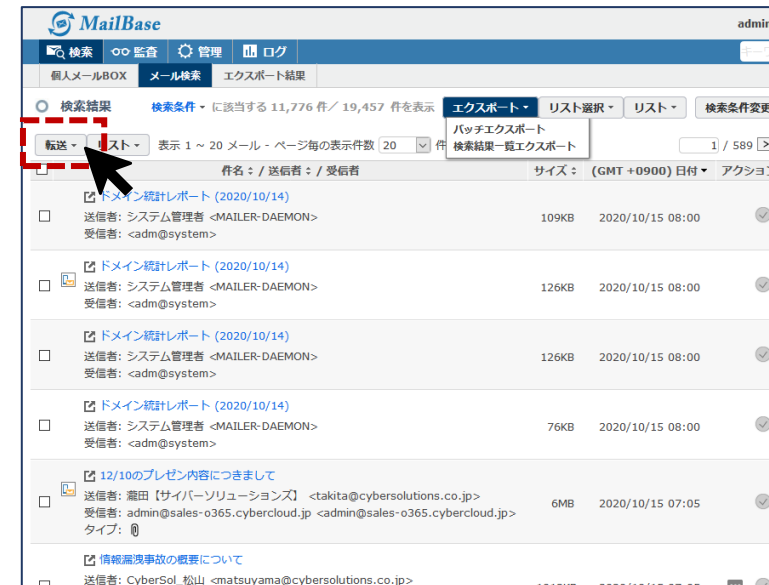 MailBase
admin
検索 監査 管理 ログ
キーワ
個人メールBOX メール検索 エクスポート結果
検索結果 検索条件 に該当する 11,776 件／ 19,457 件を表示 エクスポート リスト選択 リスト 検索条件変更
バッチエクスポート
検索結果一覧エクスポート
転送 リスト 表示 1 ~ 20 メール - ページ毎の表示件数 20 件 1 / 589
件名 / 送信者 / 受信者 サイズ (GMT +0900) 日付 アクション
ドメイン統計レポート (2020/10/14)
送信者: システム管理者 <MAILER-DAEMON>
受信者: <adm@system>
109KB 2020/10/15 08:00
ドメイン統計レポート (2020/10/14)
送信者: システム管理者 <MAILER-DAEMON>
受信者: <adm@system>
126KB 2020/10/15 08:00
ドメイン統計レポート (2020/10/14)
送信者: システム管理者 <MAILER-DAEMON>
受信者: <adm@system>
126KB 2020/10/15 08:00
ドメイン統計レポート (2020/10/14)
送信者: システム管理者 <MAILER-DAEMON>
受信者: <adm@system>
76KB 2020/10/15 08:00
12/10のプレゼン内容につきまして
送信者: 瀧田【サイバーソリューションズ】 <takita@cybersolutions.co.jp>
受信者: admin@sales-o365.cybercloud.jp <admin@sales-o365.cybercloud.jp>
タイプ:
6MB 2020/10/15 07:05
情報漏洩事故の概要について
送信者: CyberSol_松山 <matsuyama@cybersolutions.co.jp>